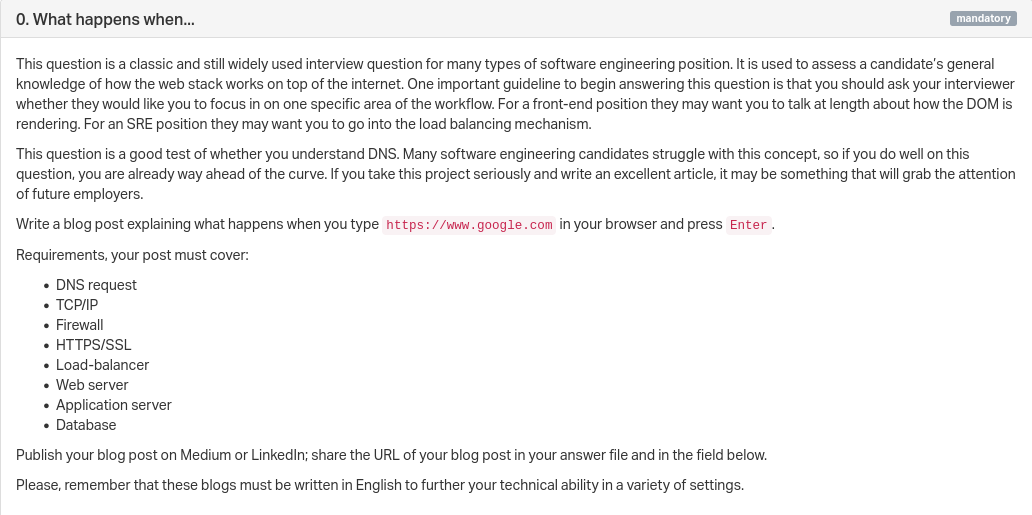 0. What happens when...
mandatory
This question is a classic and still widely used interview question for many types of software engineering position. It is used to assess a candidate’s general
knowledge of how the web stack works on top of the internet. One important guideline to begin answering this question is that you should ask your interviewer
whether they would like you to focus in on one specific area of the workflow. For a front-end position they may want you to talk at length about how the DOM is
rendering. For an SRE position they may want you to go into the load balancing mechanism.
This question is a good test of whether you understand DNS. Many software engineering candidates struggle with this concept, so if you do well on this
question, you are already way ahead of the curve. If you take this project seriously and write an excellent article, it may be something that will grab the attention
of future employers.
Write a blog post explaining what happens when you type https://www.google.com in your browser and press Enter.
Requirements, your post must cover:
• DNS request
• TCP/IP
• Firewall
• HTTPS/SSL
• Load-balancer
• Web server
• Application server
• Database
Publish your blog post on Medium or LinkedIn; share the URL of your blog post in your answer file and in the field below.
Please, remember that these blogs must be written in English to further your technical ability in a variety of settings.